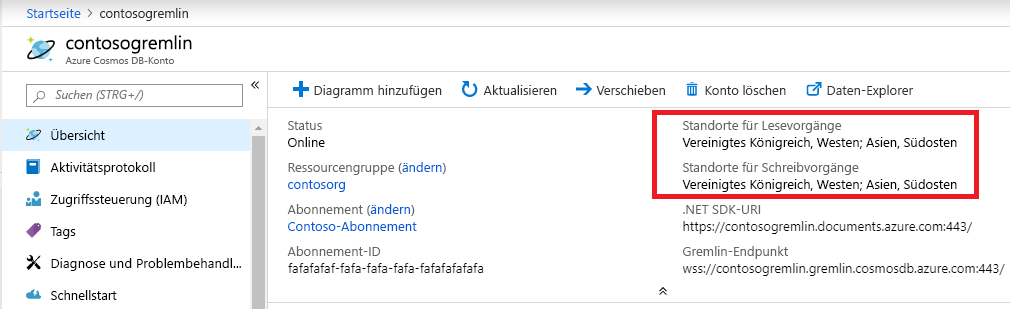 Startseite > contosogremlin
contosogremlin
Azure Cosmos DB-Konto
Suchen (STRG+/)
Übersicht
Aktivitätsprotokoll
Zugriffssteuerung (IAM)
Tags
Diagnose und Problembehandl...
Schnellstart
Diagramm hinzufügen Aktualisieren Verschieben Konto löschen Daten-Explorer
Status
Online
Ressourcengruppe (ändern)
contosorg
Abonnement (ändern)
Contoso-Abonnement
Abonnement-ID
fafafafaf-fafa-fafa-fafa-fafafafafafa
Standorte für Lesevorgänge
Vereinigtes Königreich, Westen; Asien, Südosten
Standorte für Schreibvorgänge
Vereinigtes Königreich, Westen; Asien, Südosten
.NET SDK-URI
https://contosogremlin.documents.azure.com:443/
Gremlin-Endpunkt
wss://contosogremlin.gremlin.cosmosdb.azure.com:443/